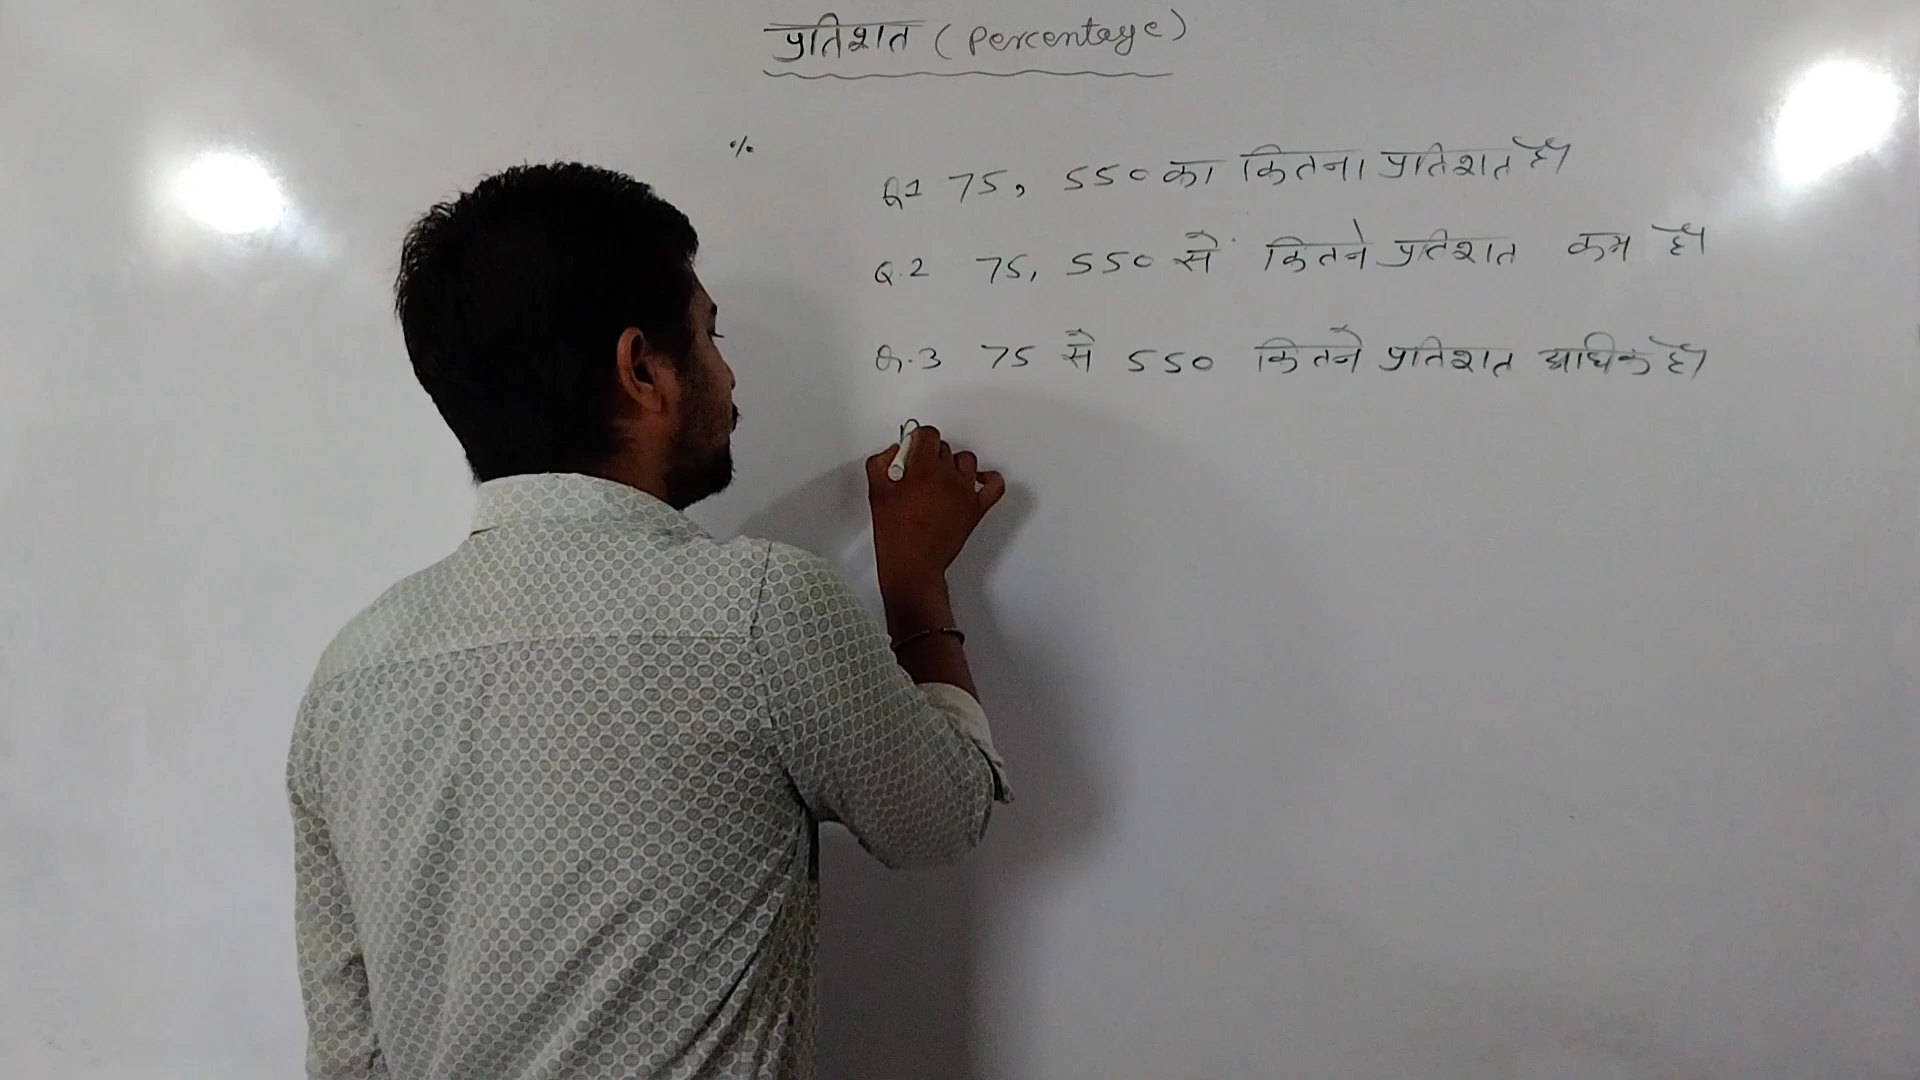 प्रतिशत (Percentage)
%
Q1 75, 550 का कितना प्रतिशत है।
Q.2 75, 550 से कितने प्रतिशत कम है।
Q.3 75 से 550 कितने प्रतिशत अधिक है।